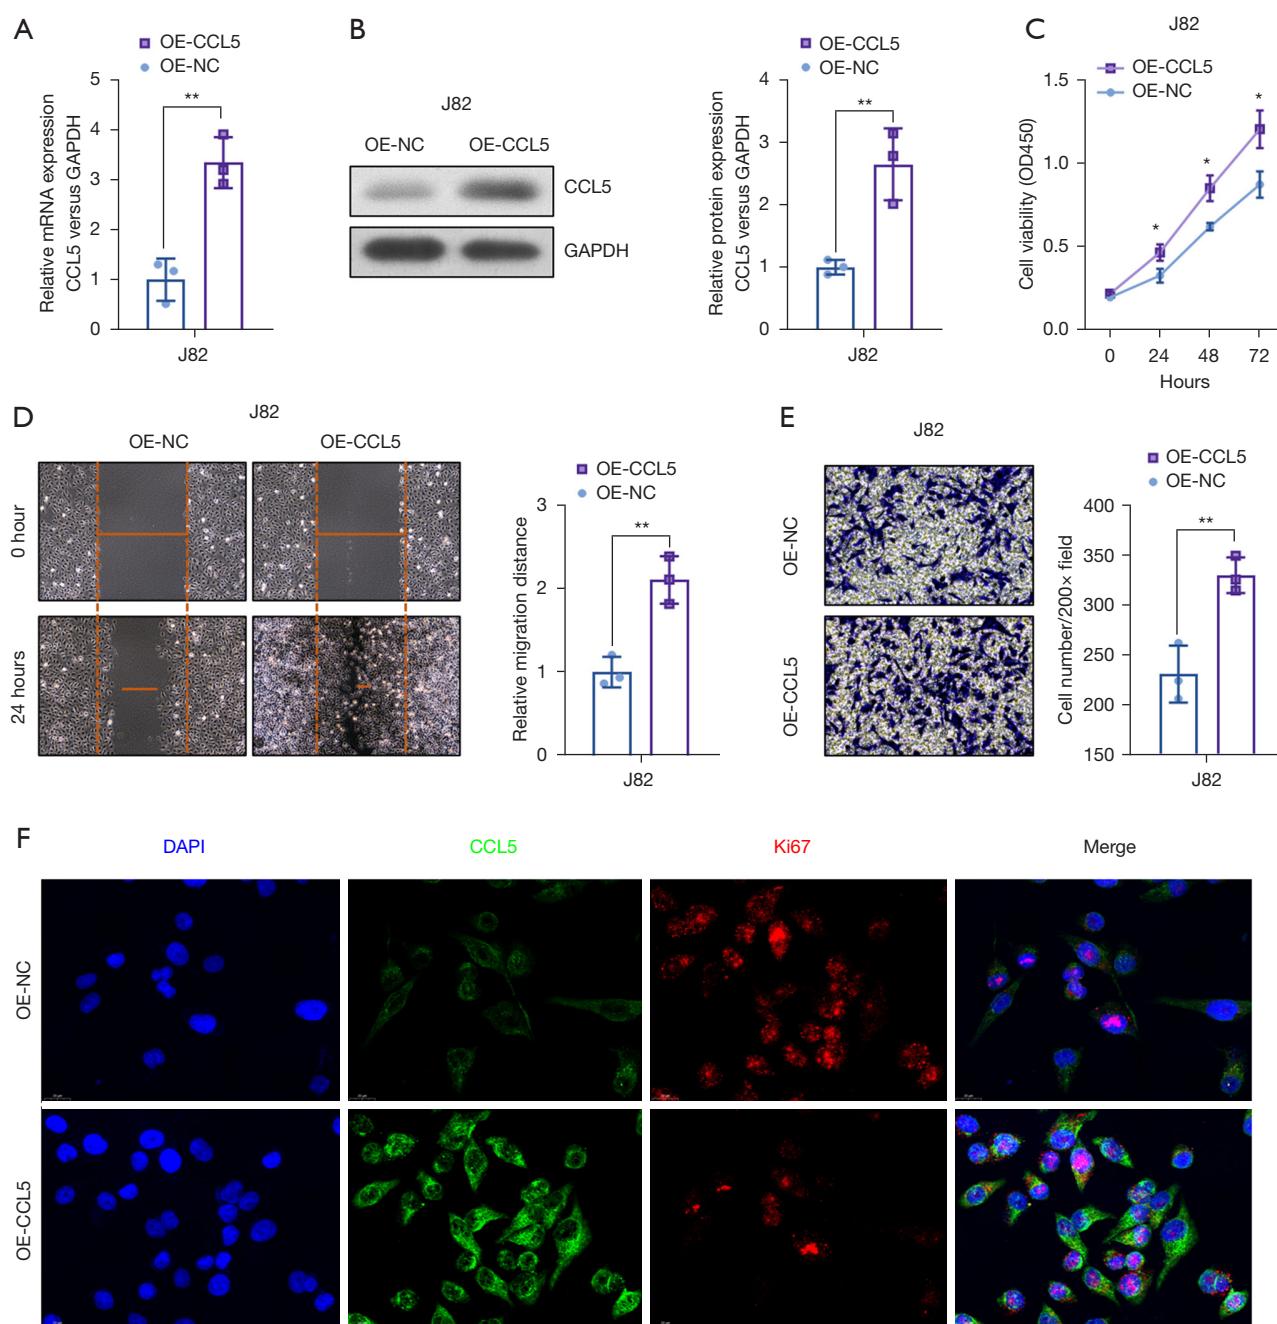 A
OE-CCL5
OE-NC
Relative mRNA expression
CCL5 versus GAPDH
5
4
3
2
1
0
**
J82
B
J82
OE-NC
OE-CCL5
CCL5
GAPDH
OE-CCL5
OE-NC
Relative protein expression
CCL5 versus GAPDH
4
3
2
1
0
**
J82
C
J82
OE-CCL5
OE-NC
Cell viability (OD450)
1.5
1.0
0.5
0.0
*
*
*
0
24
48
72
Hours
D
J82
OE-NC
OE-CCL5
0 hour
24 hours
OE-CCL5
OE-NC
Relative migration distance
3
2
1
0
**
J82
E
J82
OE-NC
OE-CCL5
OE-CCL5
OE-NC
Cell number/200× field
400
350
300
250
200
150
**
J82
F
DAPI
CCL5
Ki67
Merge
OE-NC
OE-CCL5